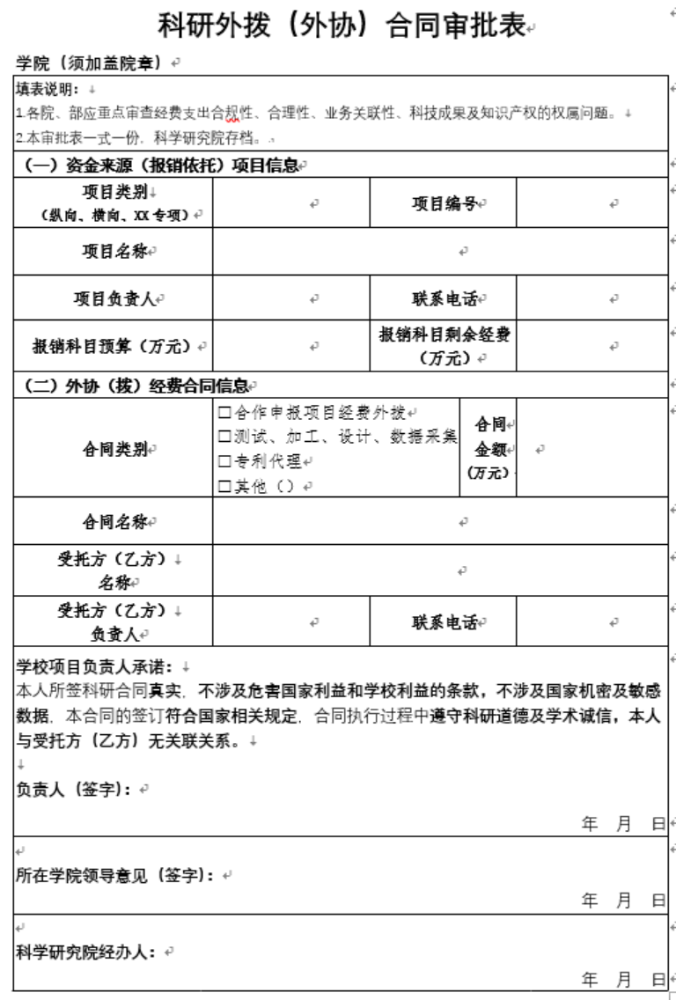 科研外拨（外协）合同审批表
学院（须加盖院章）
填表说明：
1.各院、部应重点审查经费支出合规性、合理性、业务关联性、科技成果及知识产权的权属问题。
2.本审批表一式一份，科学研究院存档。
（一）资金来源（报销依托）项目信息
项目类别
（纵向、横向、XX专项）
项目编号
项目名称
项目负责人
联系电话
报销科目预算（万元）
报销科目剩余经费
（万元）
（二）外协（拨）经费合同信息
合同类别
□合作申报项目经费外拨
□测试、加工、设计、数据采集
□专利代理
□其他（）
合同
金额
(万元)
合同名称
受托方（乙方）
名称
受托方（乙方）
负责人
联系电话
学校项目负责人承诺：
本人所签科研合同真实，不涉及危害国家利益和学校利益的条款，不涉及国家机密及敏感
数据，本合同的签订符合国家相关规定，合同执行过程中遵守科研道德及学术诚信，本人
与受托方（乙方）无关联关系。
负责人（签字）：
年 月 日
所在学院领导意见（签字）：
年 月 日
科学研究院经办人：
年 月 日